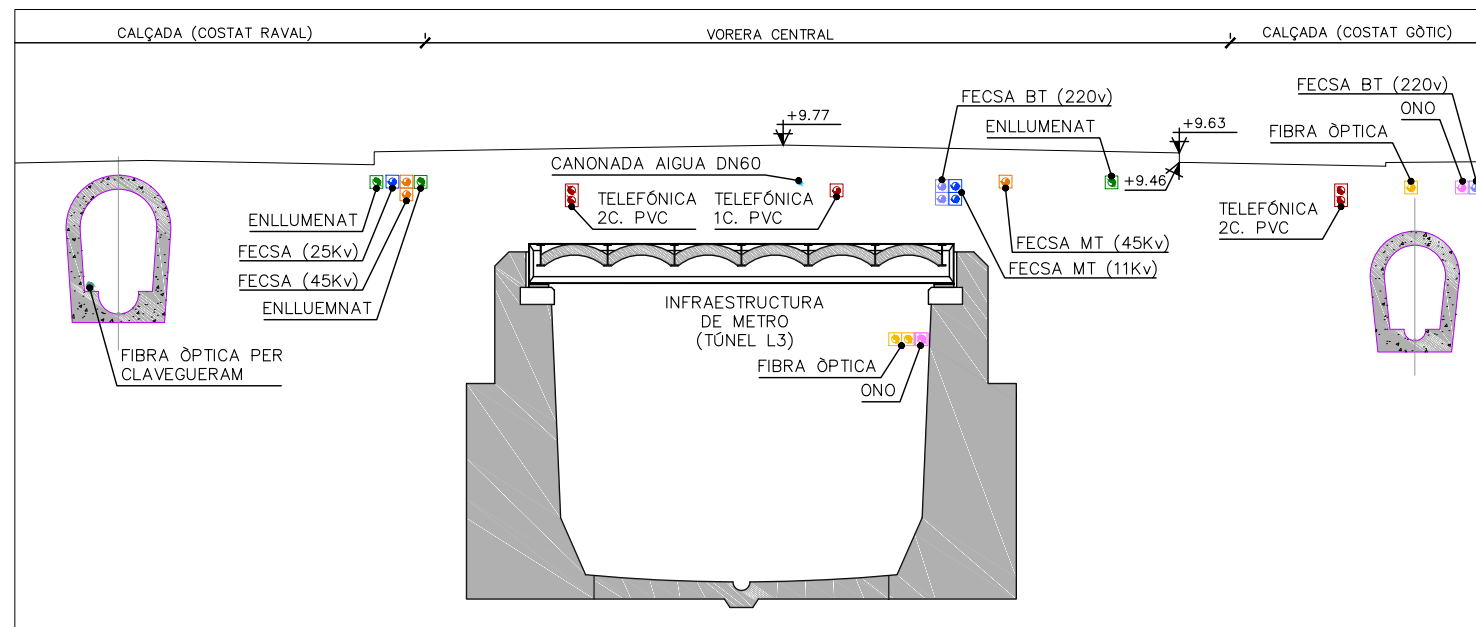 CALÇADA (COSTAT RAVAL)
VORERA CENTRAL
CALÇADA (COSTAT GÒTIC)
FECSA BT (220v)
FECSA BT (220v)
ONO
+9.77
ENLLUMENAT
+9.63
FIBRA ÒPTICA
CANONADA AIGUA DN60
+9.46
TELEFÓNICA
2C. PVC
TELEFÓNICA
1C. PVC
TELEFÓNICA
2C. PVC
ENLLUMENAT
FECSA (25Kv)
FECSA (45Kv)
ENLLUEMNAT
FECSA MT (45Kv)
FECSA MT (11Kv)
INFRAESTRUCTURA
DE METRO
(TÚNEL L3)
FIBRA ÒPTICA
ONO
FIBRA ÒPTICA PER
CLAVEGUERAM